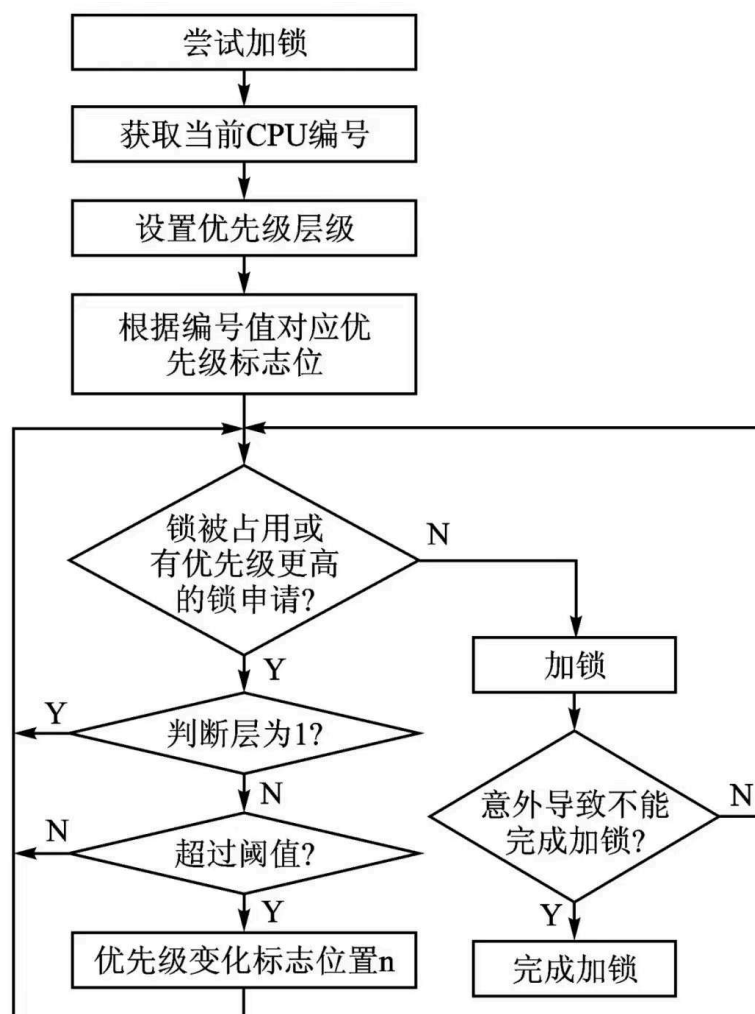 尝试加锁
获取当前CPU编号
设置优先级层级
根据编号值对应优
先级标志位
锁被占用或
有优先级更高
的锁申请?
N
Y
加锁
判断层为1?
Y
N
意外导致不能
完成加锁?
N
Y
超过阈值?
N
Y
优先级变化标志位置n
完成加锁